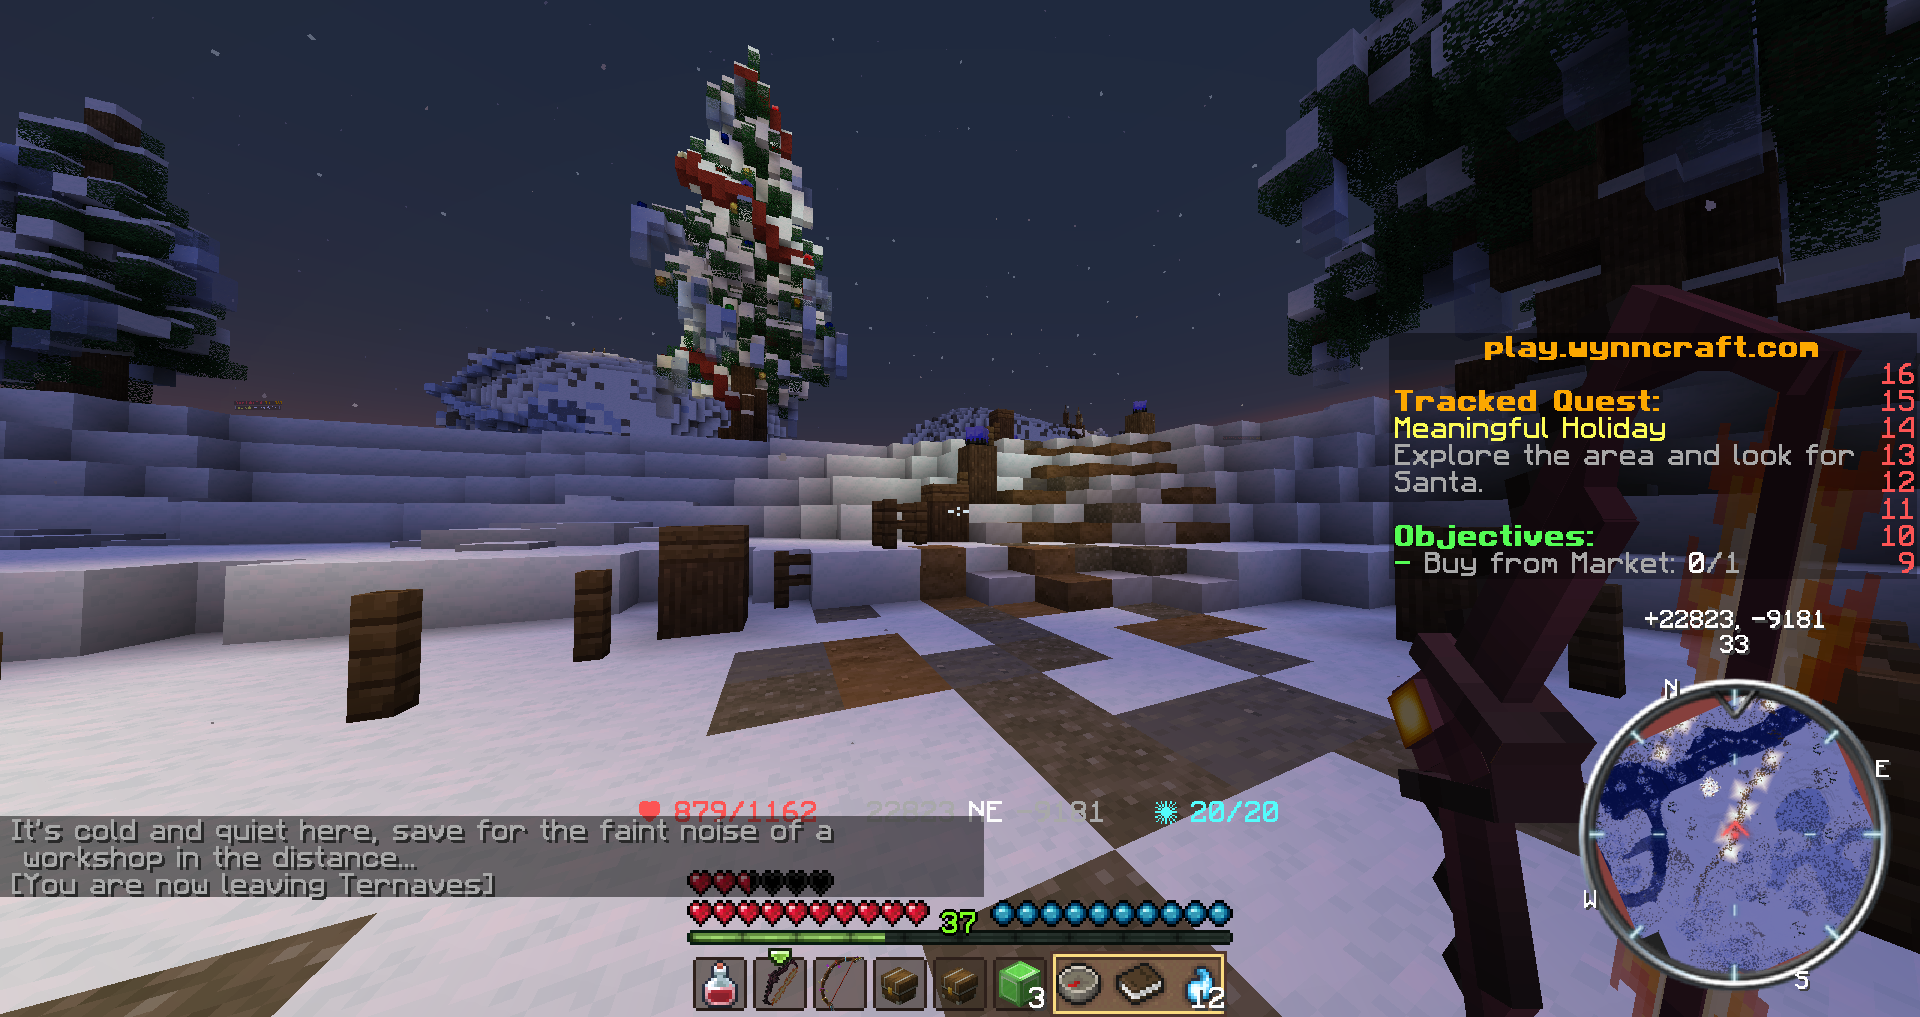 play.wynncraft.com
16
Tracked Quest: 15
Meaningful Holiday 14
Explore the area and look for 13
Santa. 12
11
Objectives: 10
- Buy from Market: 0/1 9
+22823, -9181
33
N
E
W
S
879/1162 22823 NE -9181 20/20
It's cold and quiet here, save for the faint noise of a
workshop in the distance...
[You are now leaving Ternaves]
37
3
12